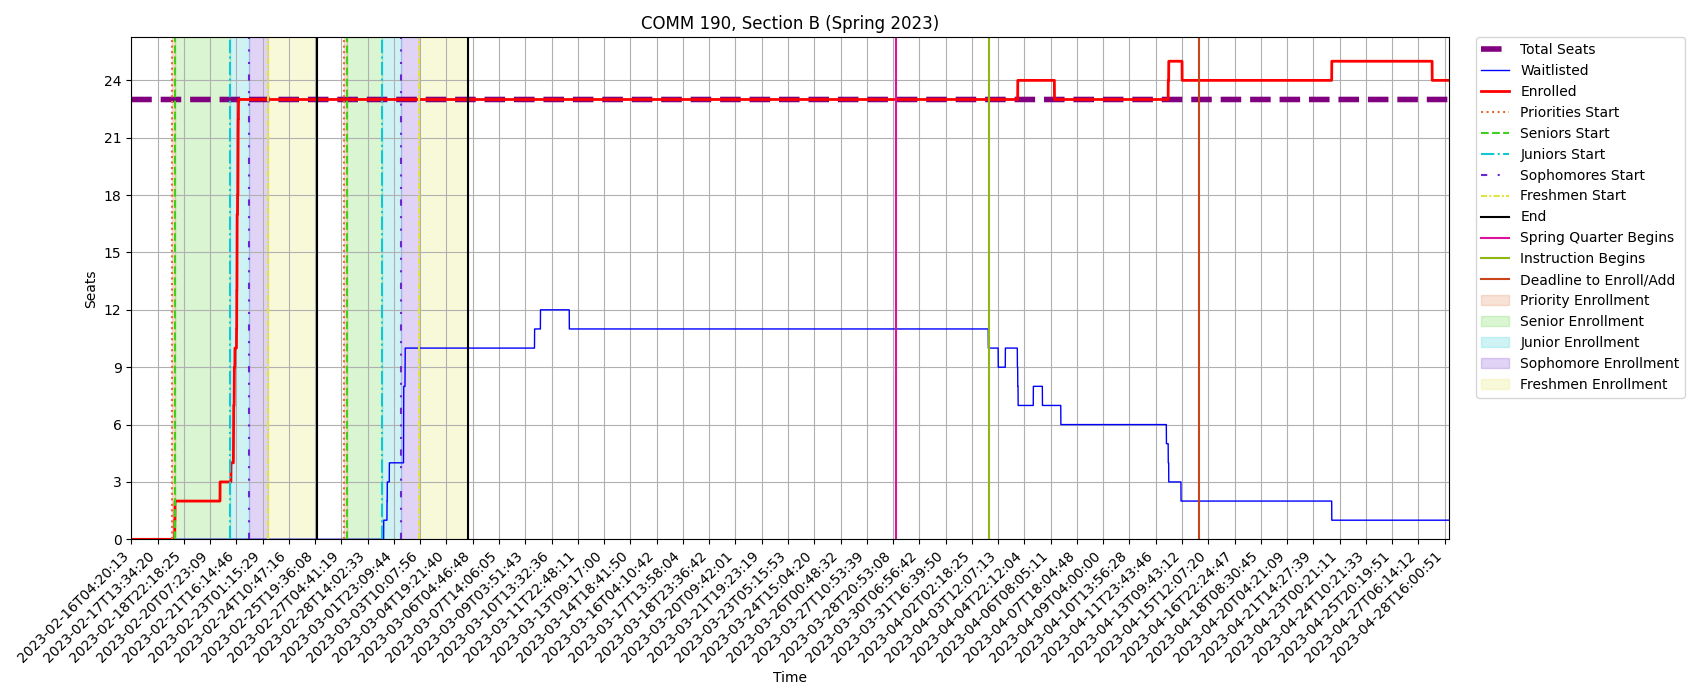 COMM 190, Section B (Spring 2023)
Seats
24
21
18
15
12
9
6
3
0
2023-02-16T04:20:13
2023-02-17T13:34:20
2023-02-18T22:18:25
2023-02-20T07:23:09
2023-02-21T16:14:46
2023-02-23T01:15:29
2023-02-24T10:47:16
2023-02-25T19:36:08
2023-02-27T04:41:19
2023-02-28T14:02:33
2023-03-01T23:09:44
2023-03-03T10:07:56
2023-03-04T19:21:40
2023-03-06T04:46:48
2023-03-07T14:06:05
2023-03-09T03:51:43
2023-03-10T13:32:36
2023-03-11T22:48:11
2023-03-13T09:17:00
2023-03-14T18:41:50
2023-03-16T04:10:42
2023-03-17T13:58:04
2023-03-18T23:36:42
2023-03-20T09:42:01
2023-03-21T19:23:19
2023-03-23T05:15:53
2023-03-24T15:04:20
2023-03-26T00:48:32
2023-03-27T10:53:39
2023-03-28T20:53:08
2023-03-30T06:56:42
2023-03-31T16:39:50
2023-04-02T02:18:25
2023-04-03T12:07:13
2023-04-04T22:12:04
2023-04-06T08:05:11
2023-04-07T18:04:48
2023-04-09T04:00:00
2023-04-10T13:56:28
2023-04-11T23:43:46
2023-04-13T09:43:12
2023-04-15T12:07:20
2023-04-16T22:24:47
2023-04-18T08:30:45
2023-04-20T04:21:09
2023-04-21T14:27:39
2023-04-23T00:21:11
2023-04-24T10:21:33
2023-04-25T20:19:51
2023-04-27T06:14:12
2023-04-28T16:00:51
Time
Total Seats
Waitlisted
Enrolled
Priorities Start
Seniors Start
Juniors Start
Sophomores Start
Freshmen Start
End
Spring Quarter Begins
Instruction Begins
Deadline to Enroll/Add
Priority Enrollment
Senior Enrollment
Junior Enrollment
Sophomore Enrollment
Freshmen Enrollment